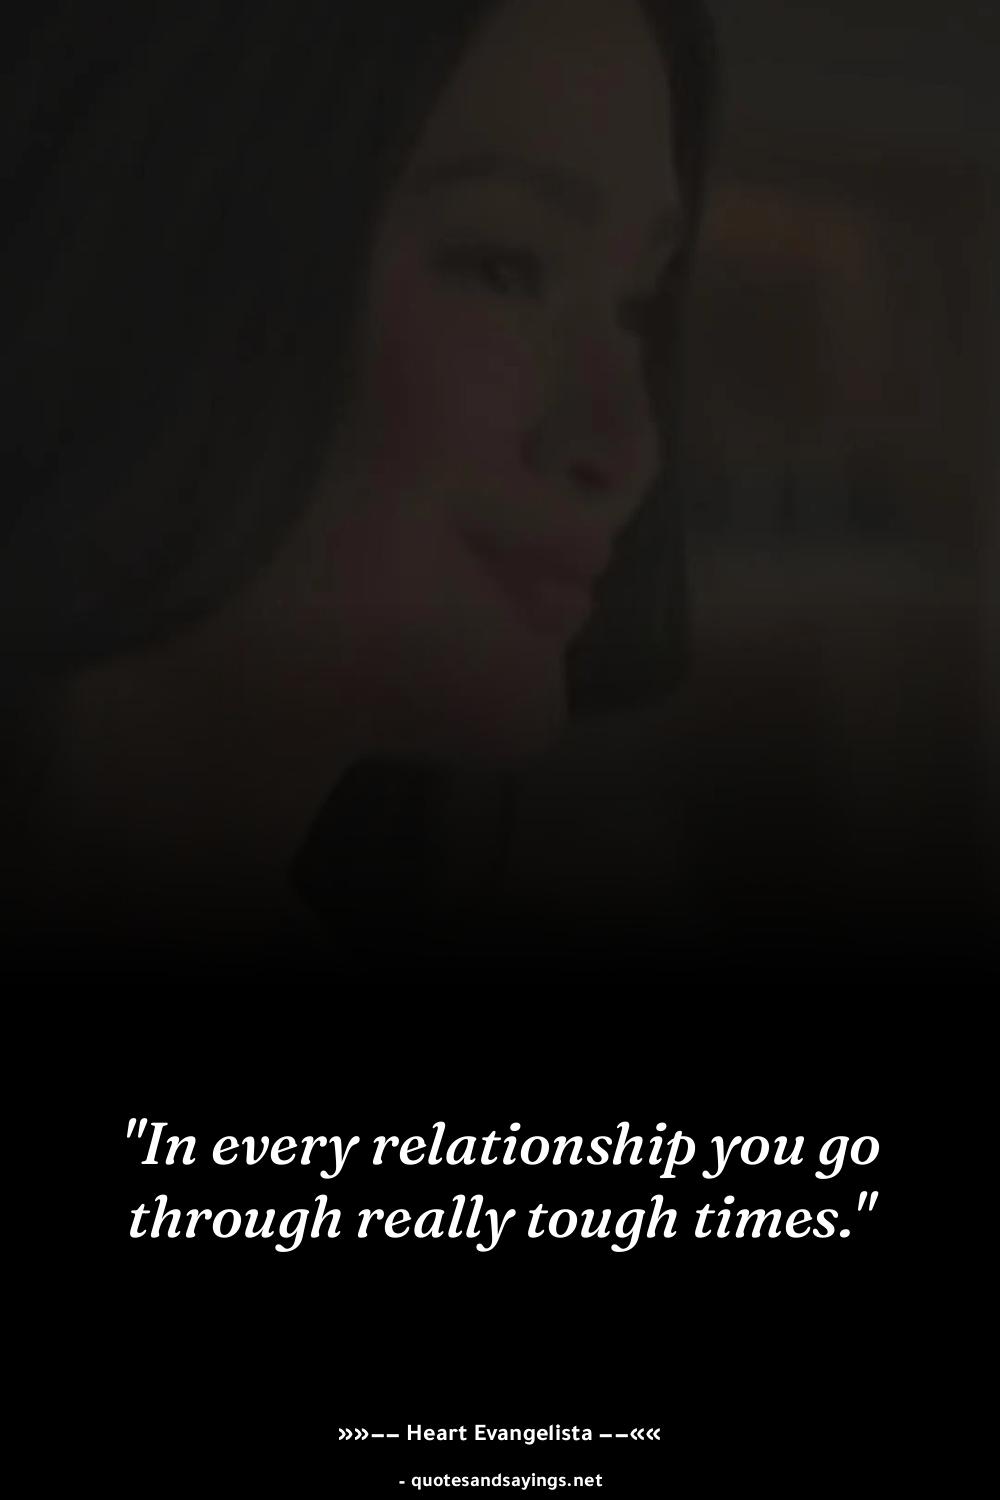 "In every relationship you go
through really tough times."
»»–– Heart Evangelista ––««
- quotesandsayings.net